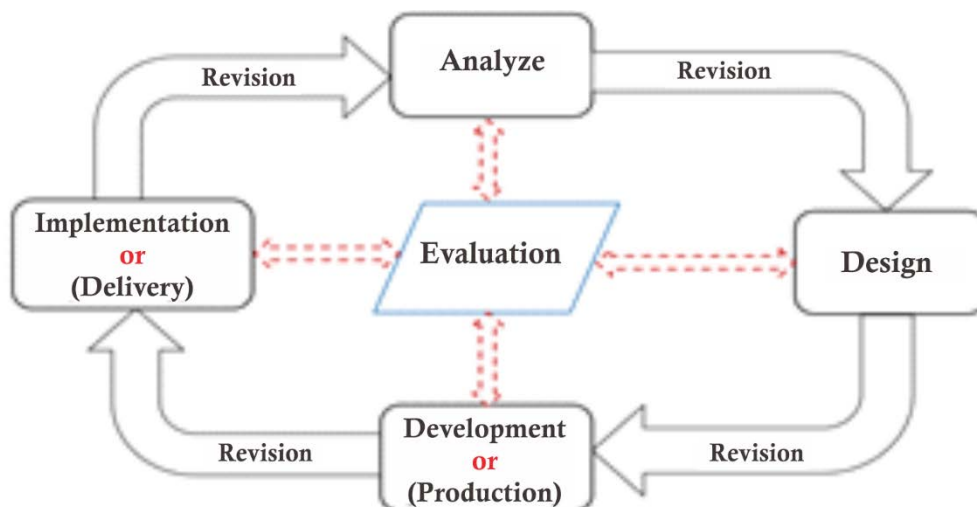 Analyze
Revision
Revision
Implementation
or
(Delivery)
Evaluation
Design
Development
or
(Production)
Revision
Revision